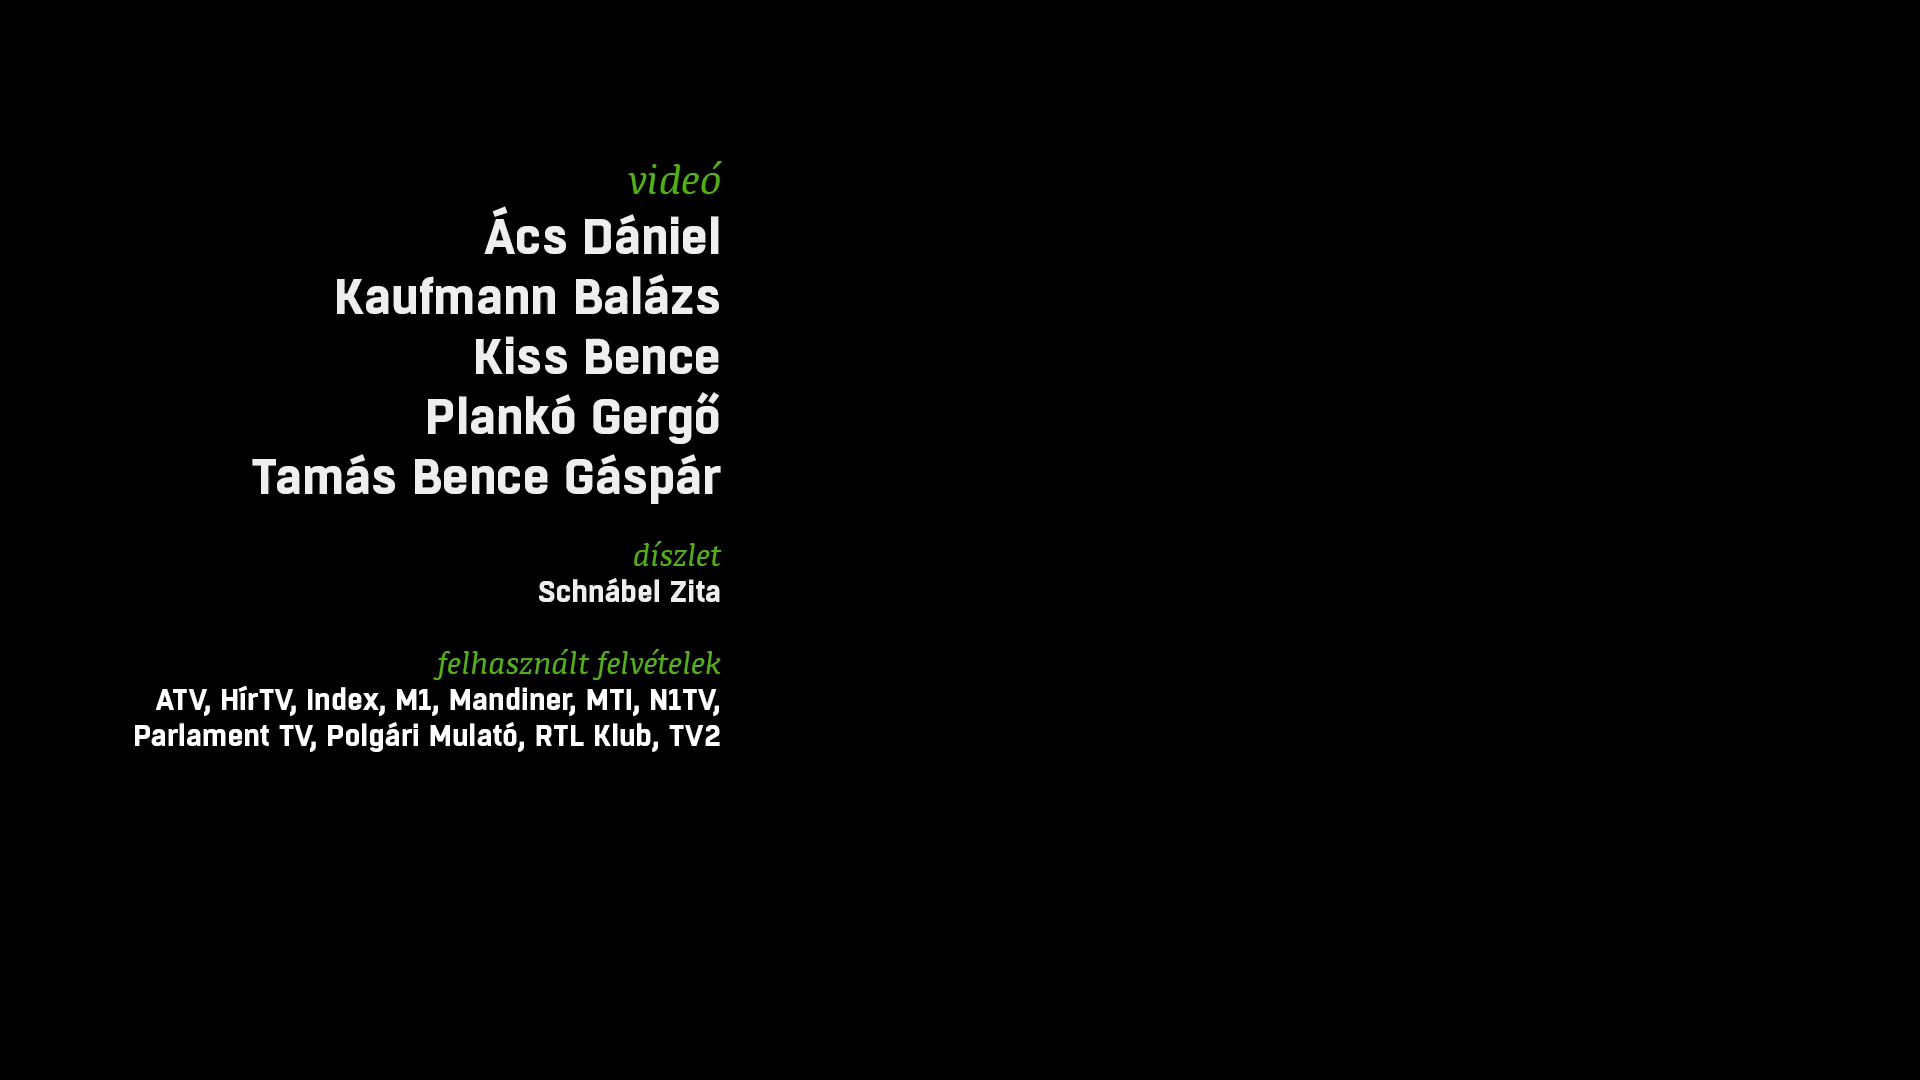 videó
Ács Dániel
Kaufmann Balázs
Kiss Bence
Plankó Gergő
Tamás Bence Gáspár
díszlet
Schnábel Zita
felhasznált felvételek
ATV, HírTV, Index, M1, Mandiner, MTI, N1TV,
Parlament TV, Polgári Mulató, RTL Klub, TV2